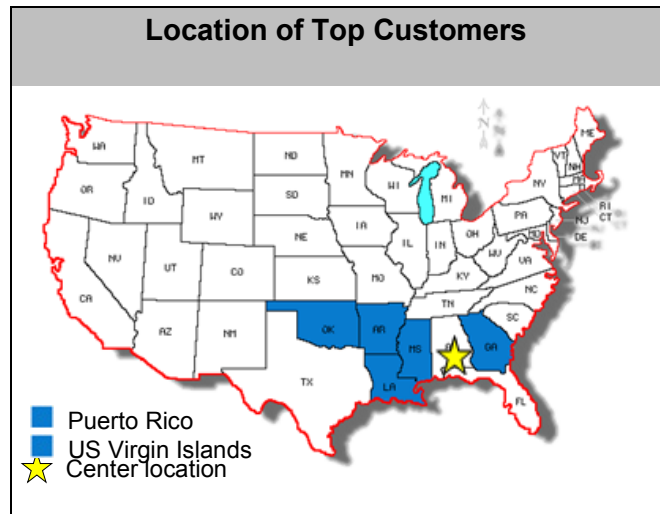 Location of Top Customers
N N
WA
MT
ND
MN
ME
VT
NH
OR
ID
SD
WI
MI
NY
WY
RI
CT
IA
PA
NJ
NE
OH
DE
NV
UT
IL
IN
MD
CO
WV
VA
KS
MO
KY
CA
NC
TN
OK
AR
SC
AZ
NM
MS
GA
TX
LA
FL
Puerto Rico
US Virgin Islands
Center location